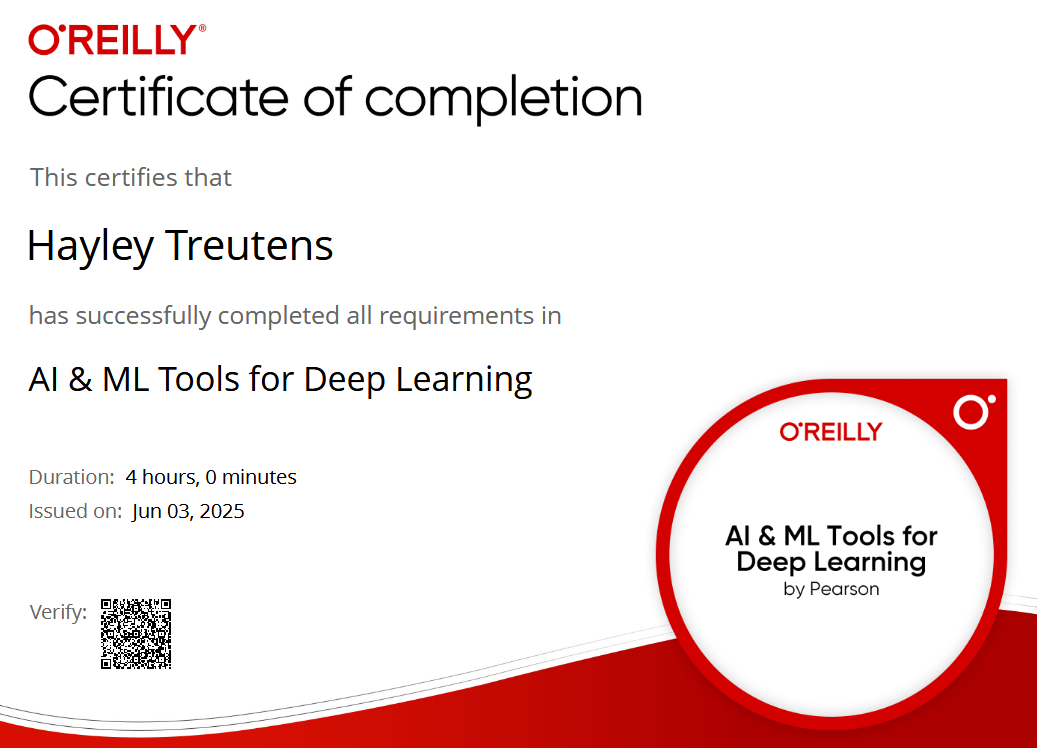 O'REILLY®
Certificate of completion
This certifies that
Hayley Treutens
has successfully completed all requirements in
AI & ML Tools for Deep Learning
Duration: 4 hours, 0 minutes
Issued on: Jun 03, 2025
Verify:
O'REILLY
AI & ML Tools for
Deep Learning
by Pearson